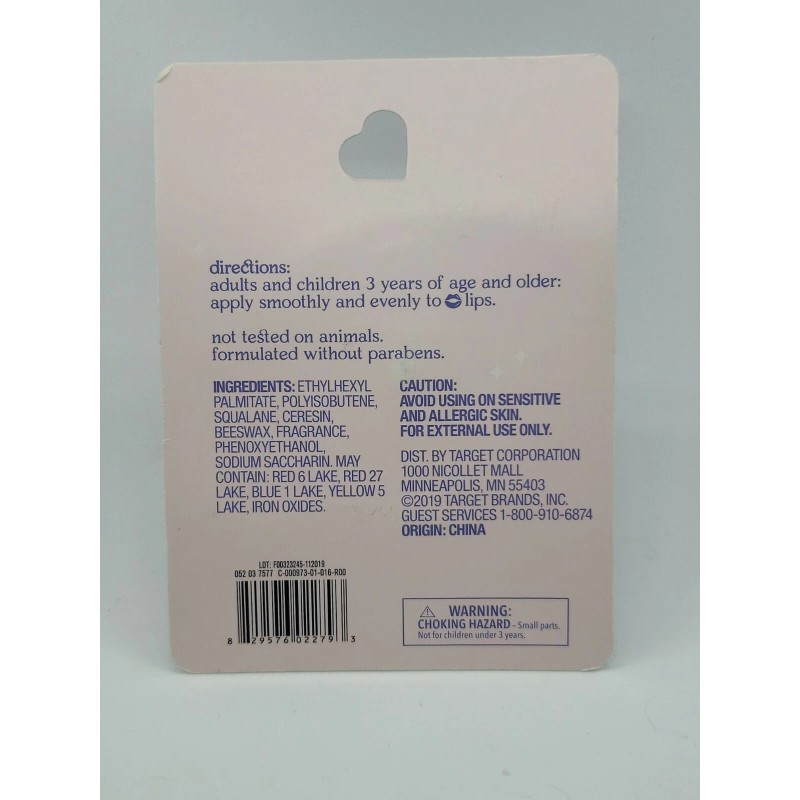 directions:
adults and children 3 years of age and older:
apply smoothly and evenly to lips.
not tested on animals.
formulated without parabens.
INGREDIENTS: ETHYLHEXYL
PALMITATE, POLYISOBUTENE,
SQUALANE, CERESIN,
BEESWAX, FRAGRANCE,
PHENOXYETHANOL,
SODIUM SACCHARIN. MAY
CONTAIN: RED 6 LAKE, RED 27
LAKE, BLUE 1 LAKE, YELLOW 5
LAKE, IRON OXIDES.
CAUTION:
AVOID USING ON SENSITIVE
AND ALLERGIC SKIN.
FOR EXTERNAL USE ONLY.
DIST. BY TARGET CORPORATION
1000 NICOLLET MALL
MINNEAPOLIS, MN 55403
©2019 TARGET BRANDS, INC.
GUEST SERVICES 1-800-910-6874
ORIGIN: CHINA
LOT: F00323245-112019
052 03 7577 C-000973-01-016-R00
8 29576 02279 3
WARNING:
CHOKING HAZARD - Small parts.
Not for children under 3 years.